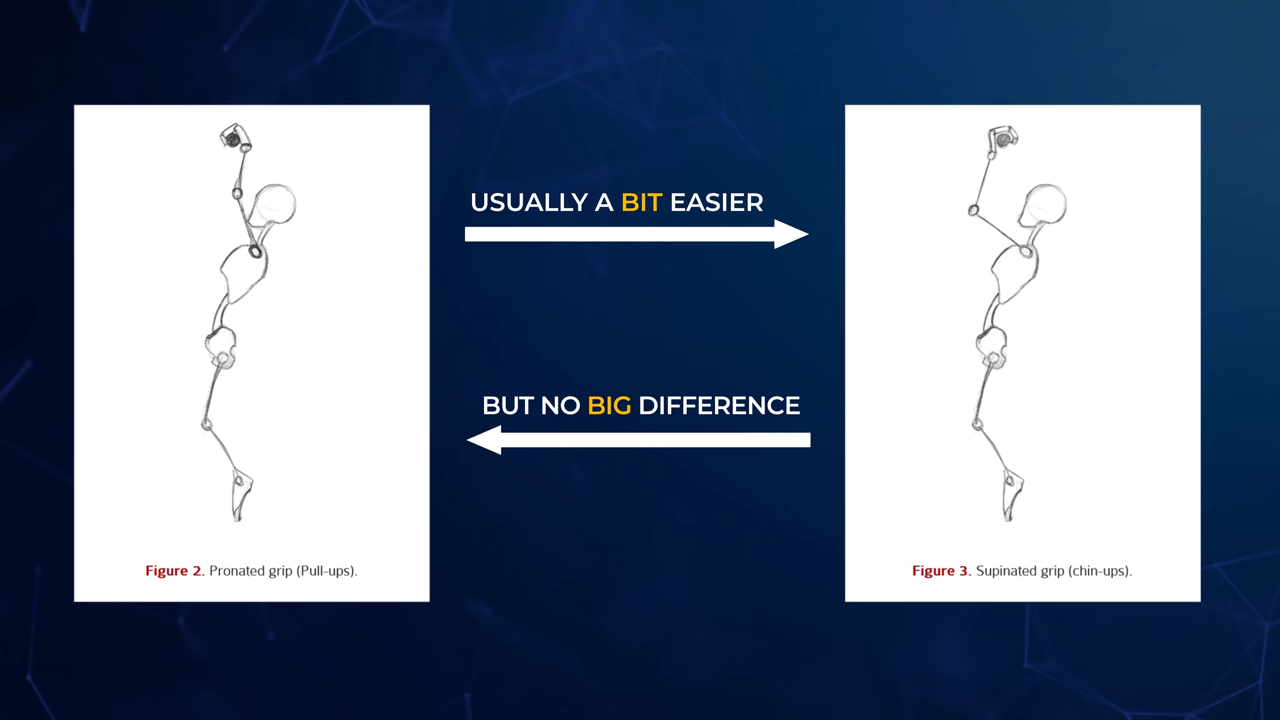 USUALLY A BIT EASIER
BUT NO BIG DIFFERENCE
Figure 2. Pronated grip (Pull-ups).
Figure 3. Supinated grip (chin-ups).